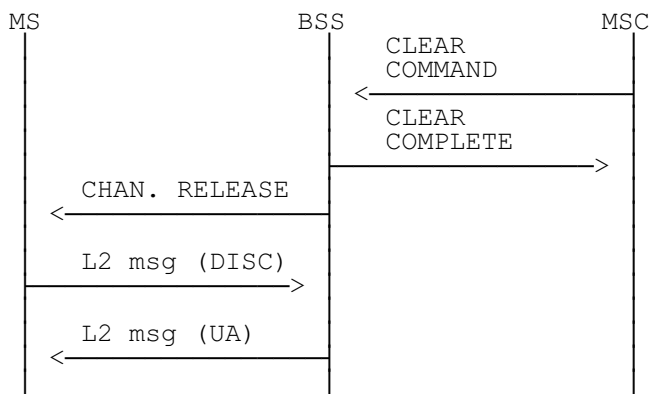 MS BSS MSC
CLEAR
COMMAND
CLEAR
COMPLETE
CHAN. RELEASE
L2 msg (DISC)
L2 msg (UA)